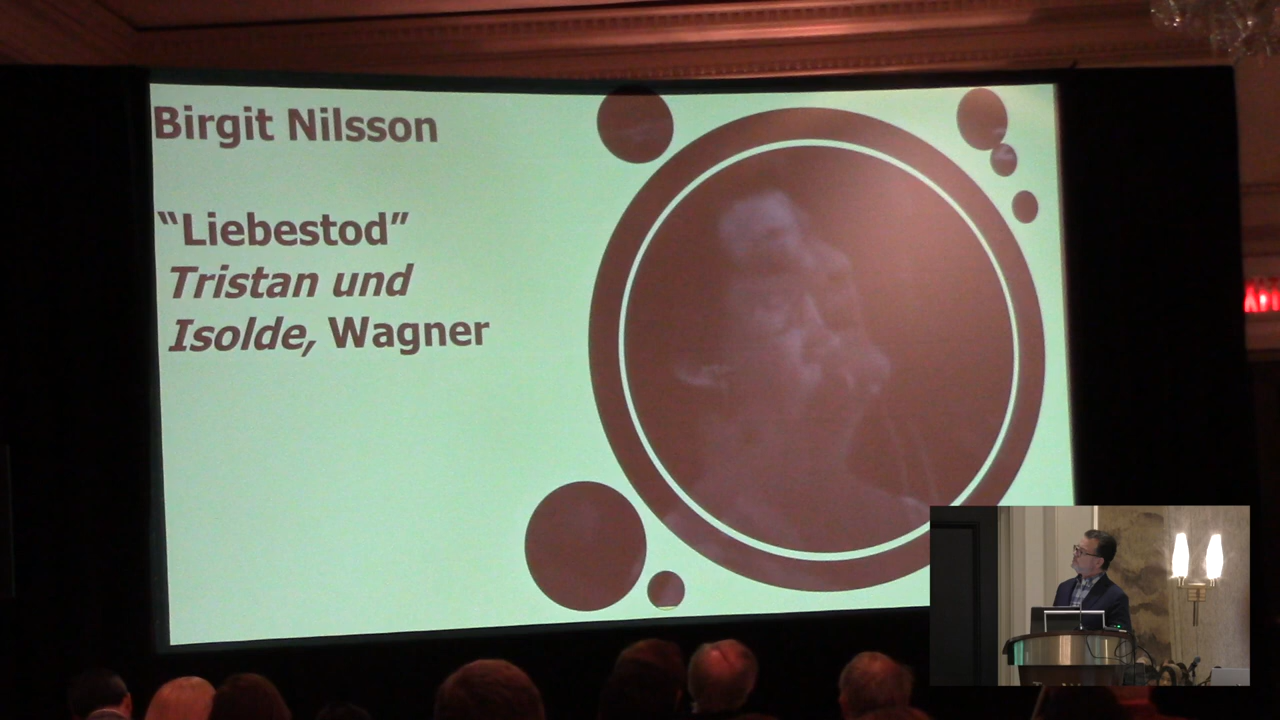 Birgit Nilsson
“Liebestod”
Tristan und
Isolde, Wagner